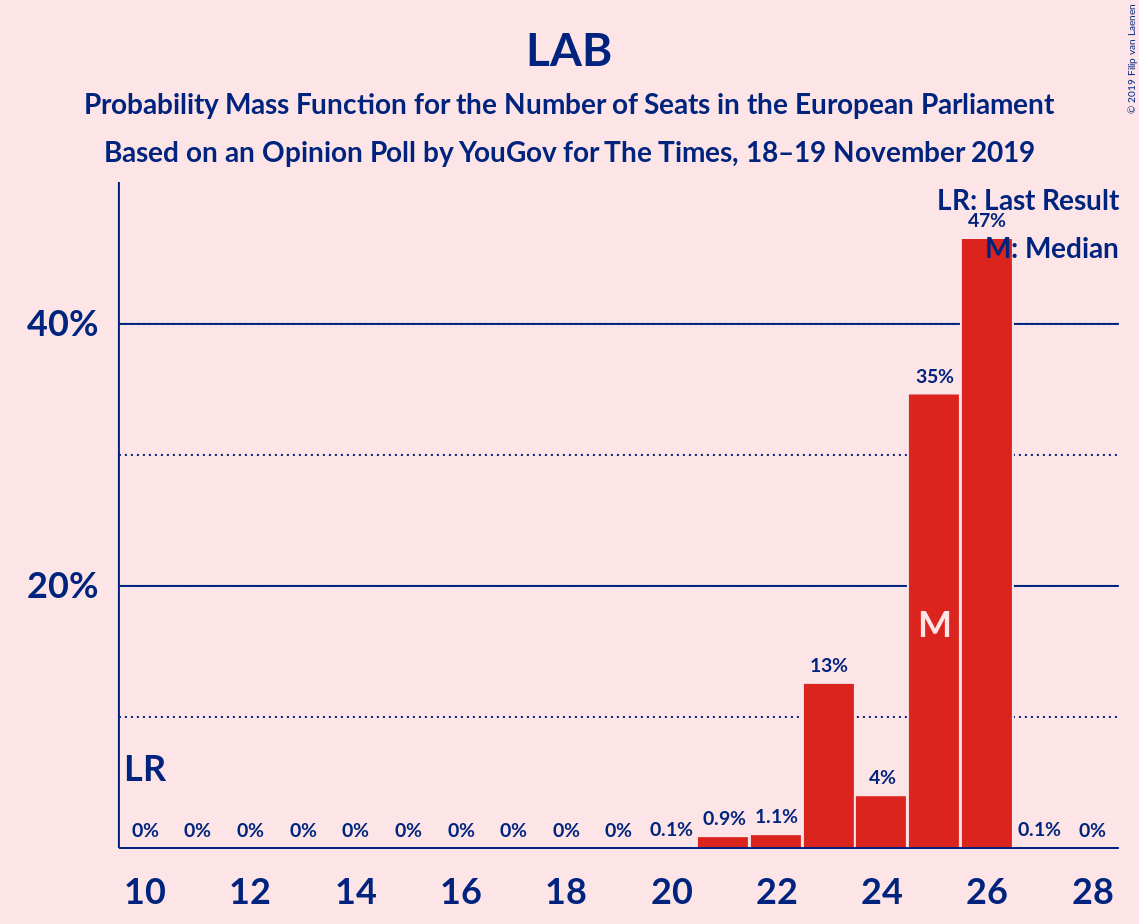 © 2019 Filip van Laenen
LAB
Probability Mass Function for the Number of Seats in the European Parliament
Based on an Opinion Poll by YouGov for The Times, 18–19 November 2019
LR: Last Result
47%
M: Median
40%
35%
20%
M
13%
LR
4%
0% 0% 0% 0% 0% 0% 0% 0% 0% 0% 0.1% 0.9% 1.1% 0.1% 0%
10 12 14 16 18 20 22 24 26 28